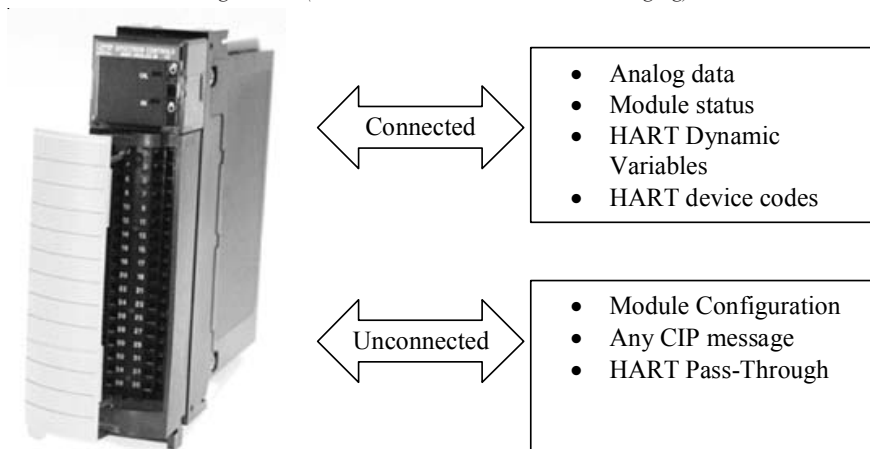 Connected
• Analog data
• Module status
• HART Dynamic
Variables
• HART device codes
Unconnected
• Module Configuration
• Any CIP message
• HART Pass-Through